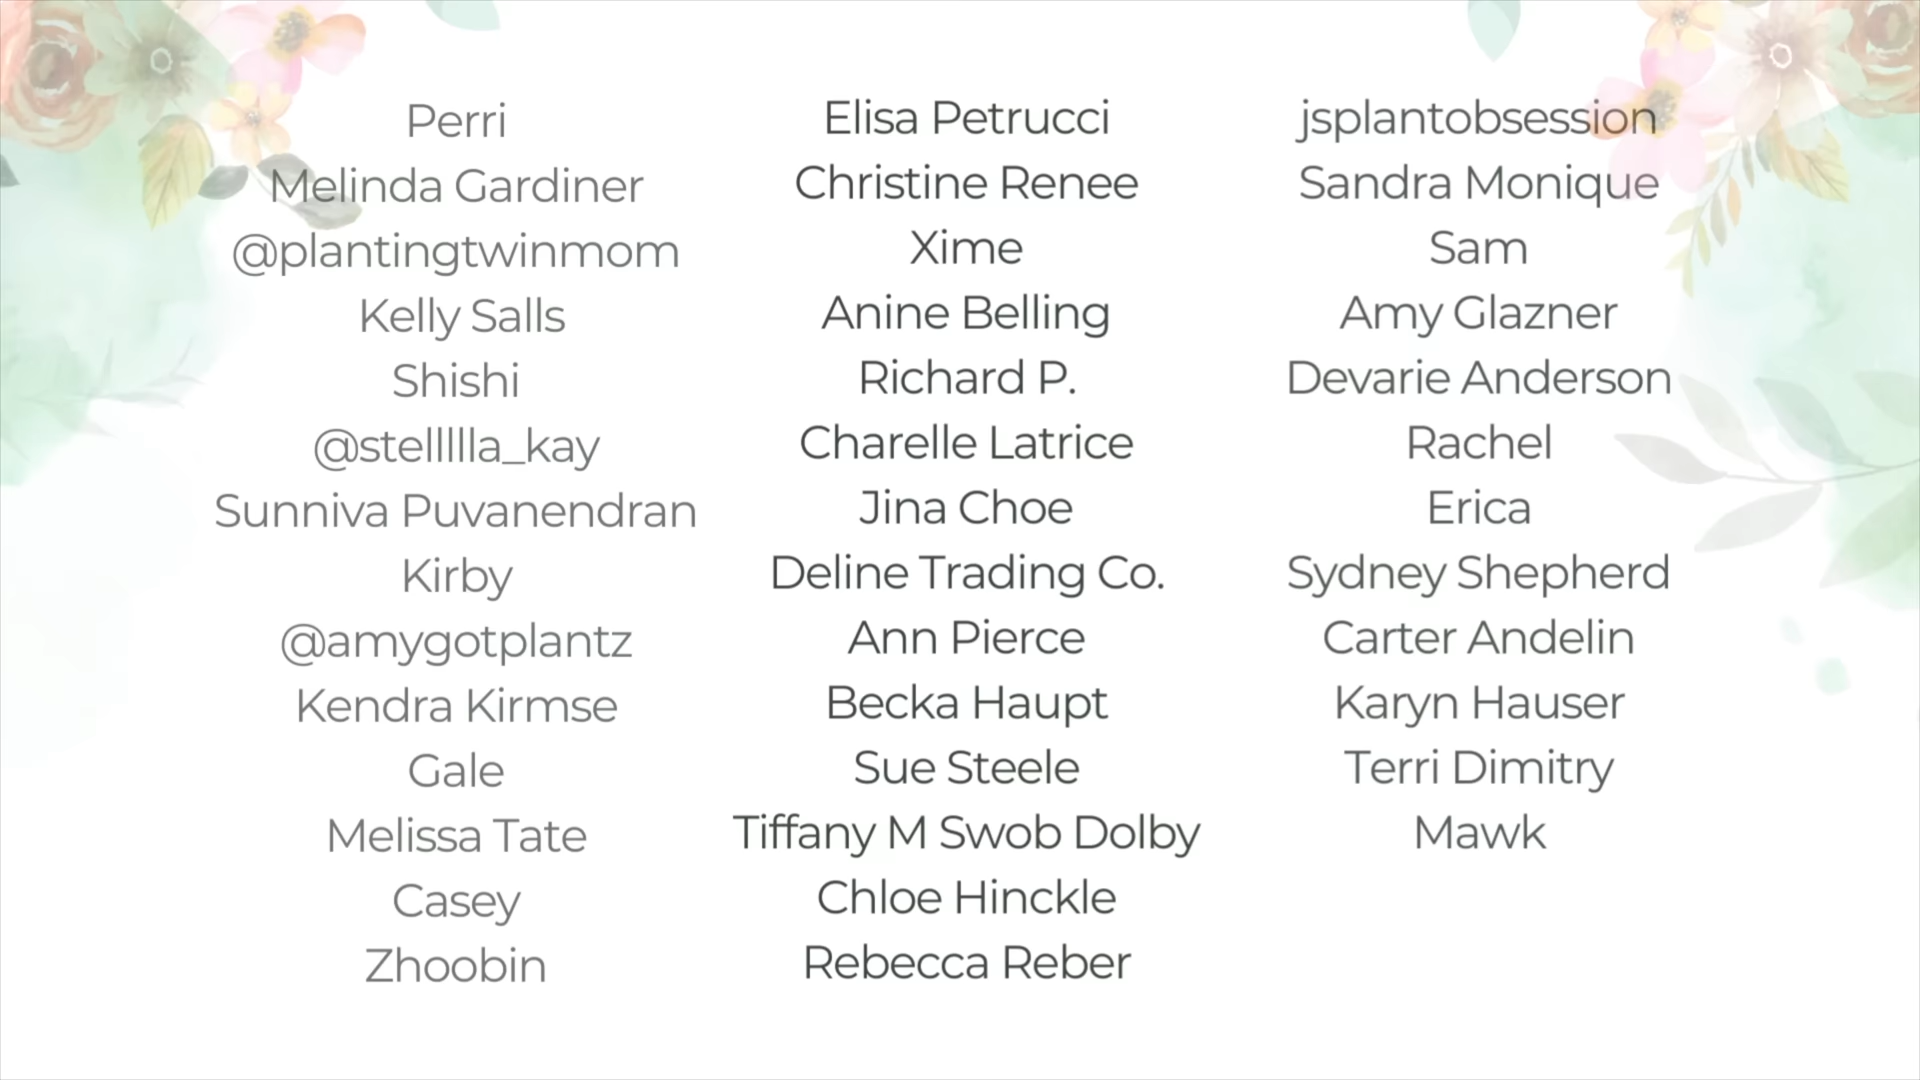 Perri
Melinda Gardiner
@plantingtwinmom
Kelly Salls
Shishi
@stellllla_kay
Sunniva Puvanendran
Kirby
@amygotplantz
Kendra Kirmse
Gale
Melissa Tate
Casey
Zhoobin
Elisa Petrucci
Christine Renee
Xime
Anine Belling
Richard P.
Charelle Latrice
Jina Choe
Deline Trading Co.
Ann Pierce
Becka Haupt
Sue Steele
Tiffany M Swob Dolby
Chloe Hinckle
Rebecca Reber
jsplantobsession
Sandra Monique
Sam
Amy Glazner
Devarie Anderson
Rachel
Erica
Sydney Shepherd
Carter Andelin
Karyn Hauser
Terri Dimitry
Mawk